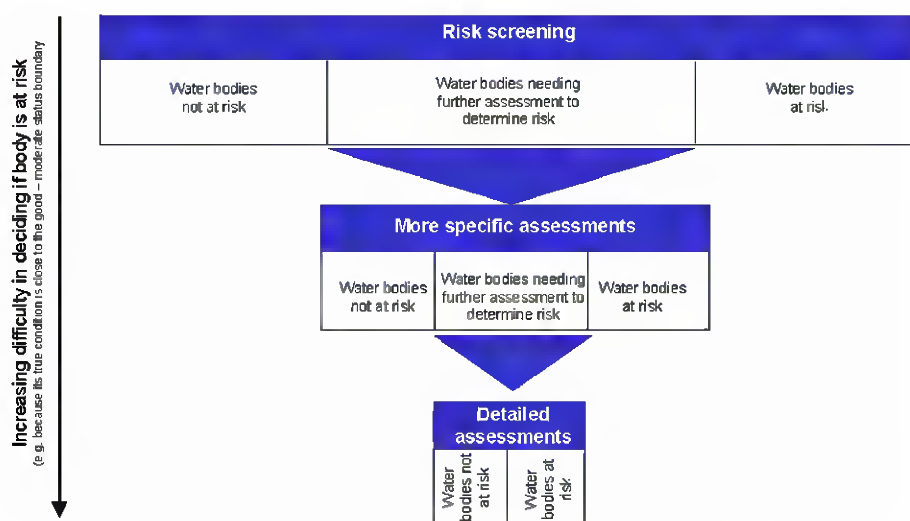 Increasing difficulty in deciding if body is at risk
(e g. because its true condition is close to the good – moderate status boundary
Risk screening
Water bodies
not at risk
Water bodies needing
further assessment to
determine risk
Water bodies
at risk.
More specific assessments
Water bodies
not at risk
Water bodies needing
further assessment to
determine risk
Water bodies
at risk
Detailed
assessments
Water
bodies not
at risk
Water
bodies at
risk